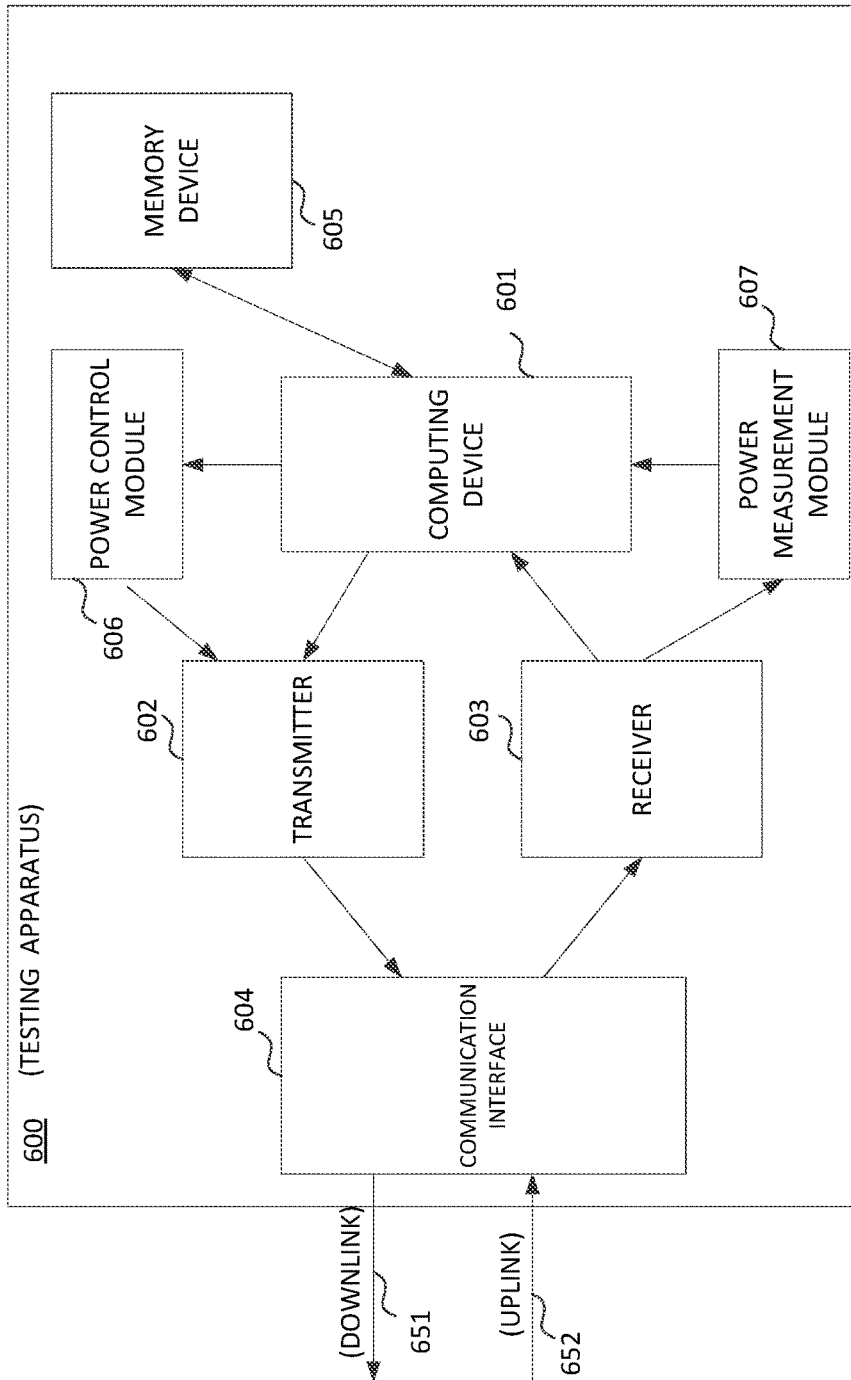 600 (TESTING APPARATUS)
(DOWNLINK)
651
(UPLINK)
652
604
COMMUNICATION
INTERFACE
602
TRANSMITTER
603
RECEIVER
606
POWER CONTROL
MODULE
601
COMPUTING
DEVICE
607
POWER
MEASUREMENT
MODULE
605
MEMORY
DEVICE